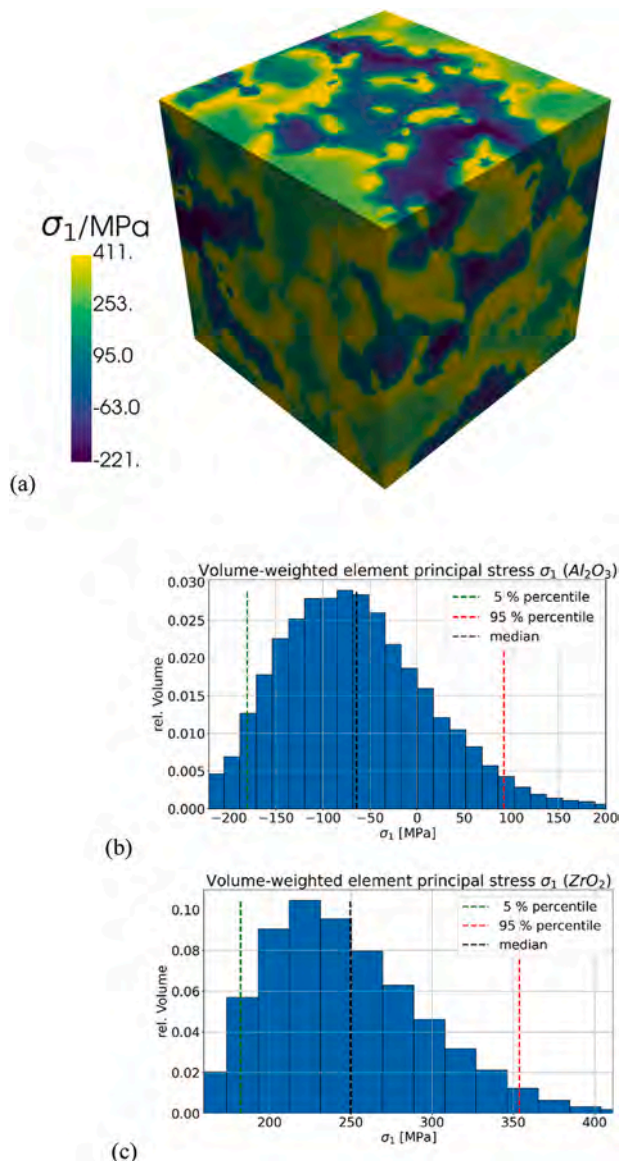 σ₁/MPa
411.
253.
95.0
-63.0
-221.
(a)
Volume-weighted element principal stress σ₁ (Al₂O₃)
0.030
0.025
0.020
0.015
0.010
0.005
0.000
rel. Volume
5 % percentile
95 % percentile
median
−200 −150 −100 −50 0 50 100 150 200
σ₁ [MPa]
(b)
Volume-weighted element principal stress σ₁ (ZrO₂)
0.10
0.08
0.06
0.04
0.02
0.00
rel. Volume
5 % percentile
95 % percentile
median
200 250 300 350 400
σ₁ [MPa]
(c)